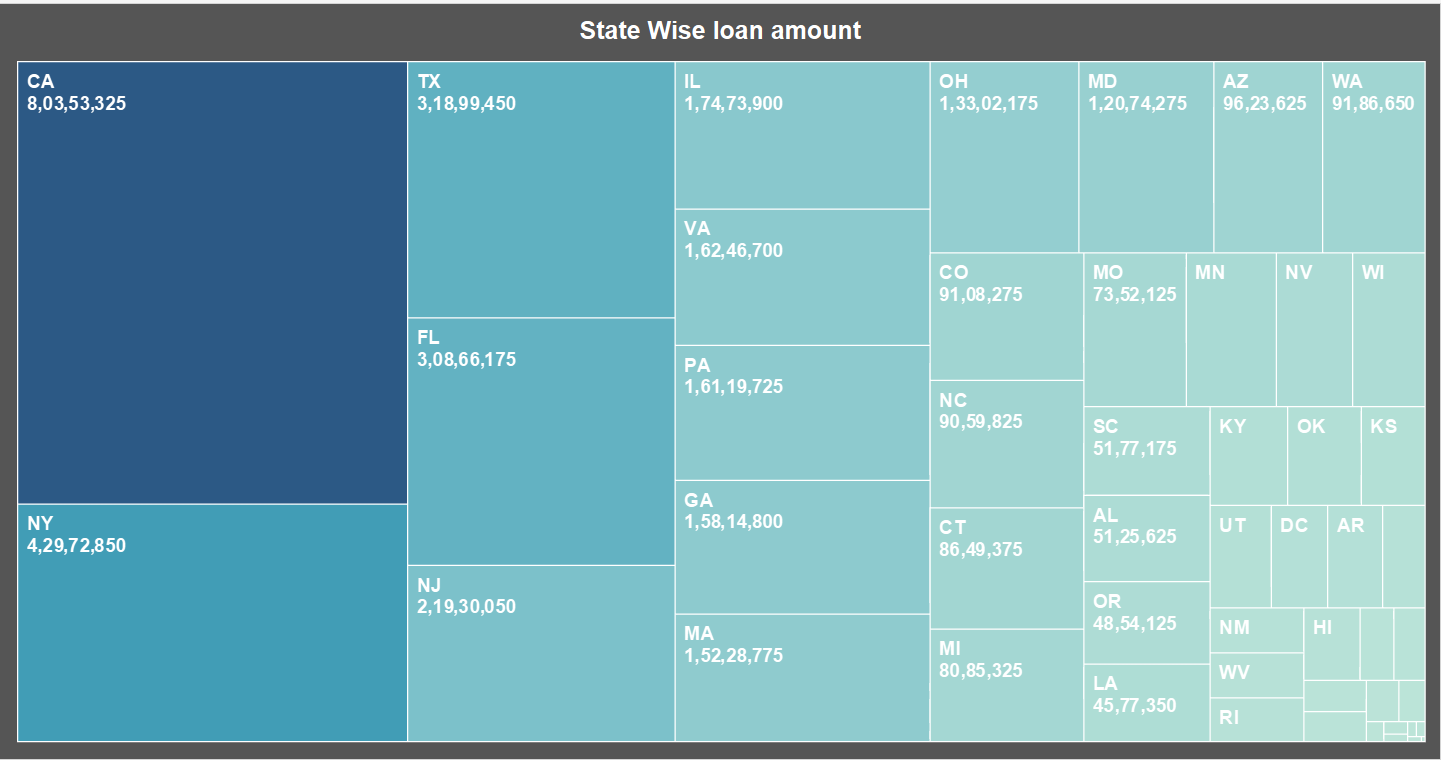 State Wise loan amount
CA
8,03,53,325
NY
4,29,72,850
TX
3,18,99,450
FL
3,08,66,175
NJ
2,19,30,050
IL
1,74,73,900
VA
1,62,46,700
PA
1,61,19,725
GA
1,58,14,800
MA
1,52,28,775
OH
1,33,02,175
MD
1,20,74,275
AZ
96,23,625
WA
91,86,650
CO
91,08,275
NC
90,59,825
CT
86,49,375
MI
80,85,325
MO
73,52,125
MN
NV
WI
SC
51,77,175
AL
51,25,625
OR
48,54,125
LA
45,77,350
KY
OK
KS
UT
DC
AR
NM
WV
RI
HI